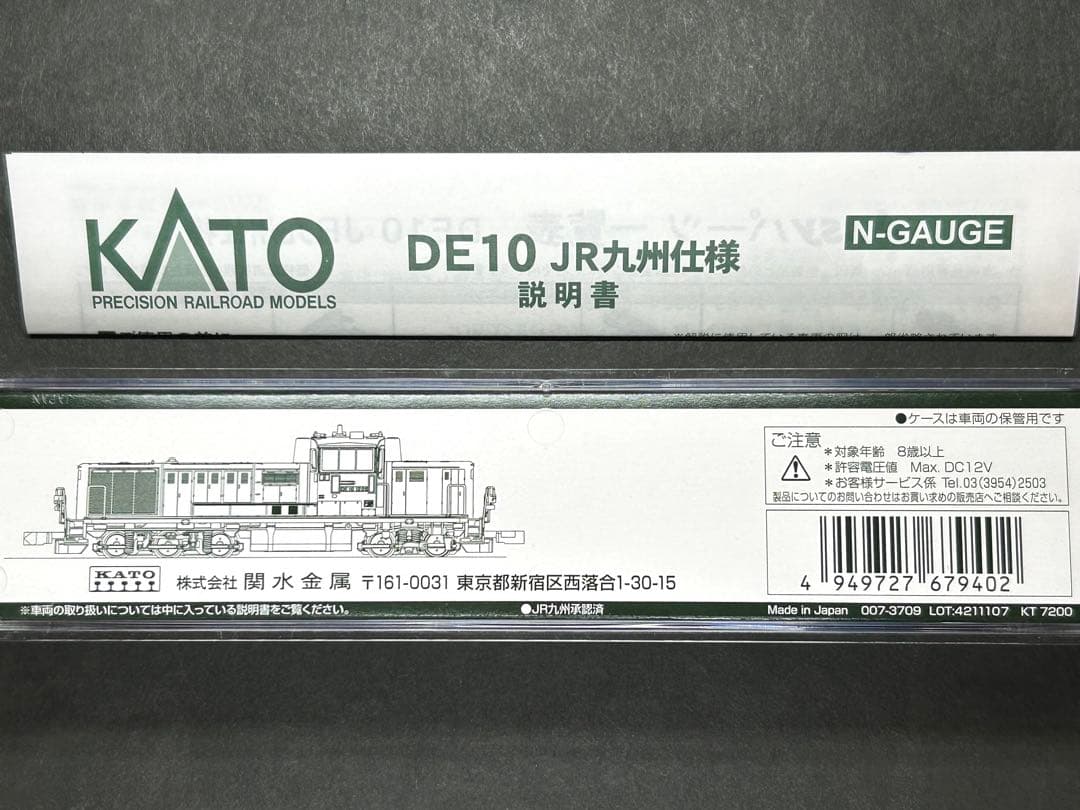 KATO
PRECISION RAILROAD MODELS
DE10 JR九州仕様
説明書
N-GAUGE
●ケースは車両の保管用です
ご注意
＊対象年齢 8歳以上
＊許容電圧値 Max. DC12V
＊お客様サービス係 Tel.03(3954)2503
製品についてのお問い合わせはお買い求めの販売店へご相談ください。
4 949727 679402
KATO
株式会社 関水金属 〒161-0031 東京都新宿区西落合1-30-15
※車両の取り扱いについては中に入っている説明書をご覧ください。
●JR九州承認済
Made in Japan 007-3709 LOT:4211107 KT 7200